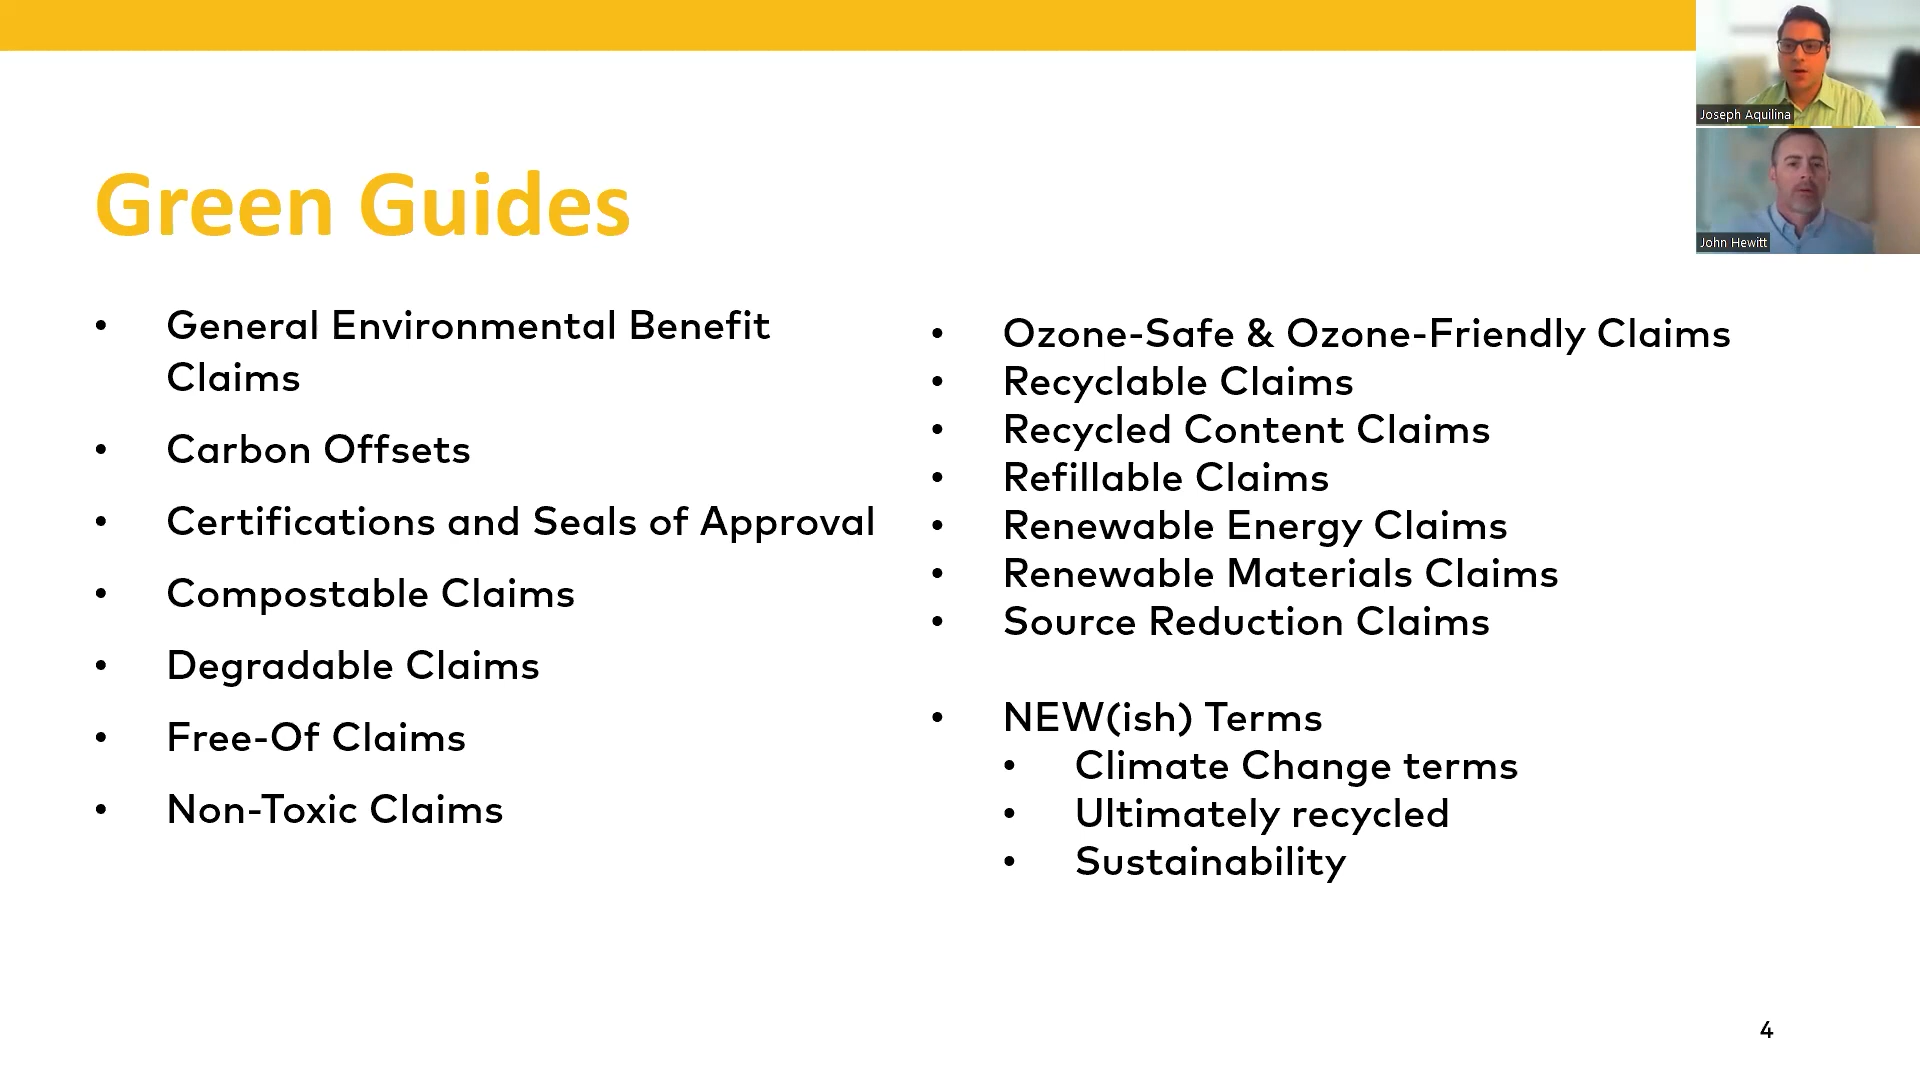 Joseph Aquilina
John Hewitt
Green Guides
• General Environmental Benefit
Claims
• Carbon Offsets
• Certifications and Seals of Approval
• Compostable Claims
• Degradable Claims
• Free-Of Claims
• Non-Toxic Claims
• Ozone-Safe & Ozone-Friendly Claims
• Recyclable Claims
• Recycled Content Claims
• Refillable Claims
• Renewable Energy Claims
• Renewable Materials Claims
• Source Reduction Claims
• NEW(ish) Terms
• Climate Change terms
• Ultimately recycled
• Sustainability
4